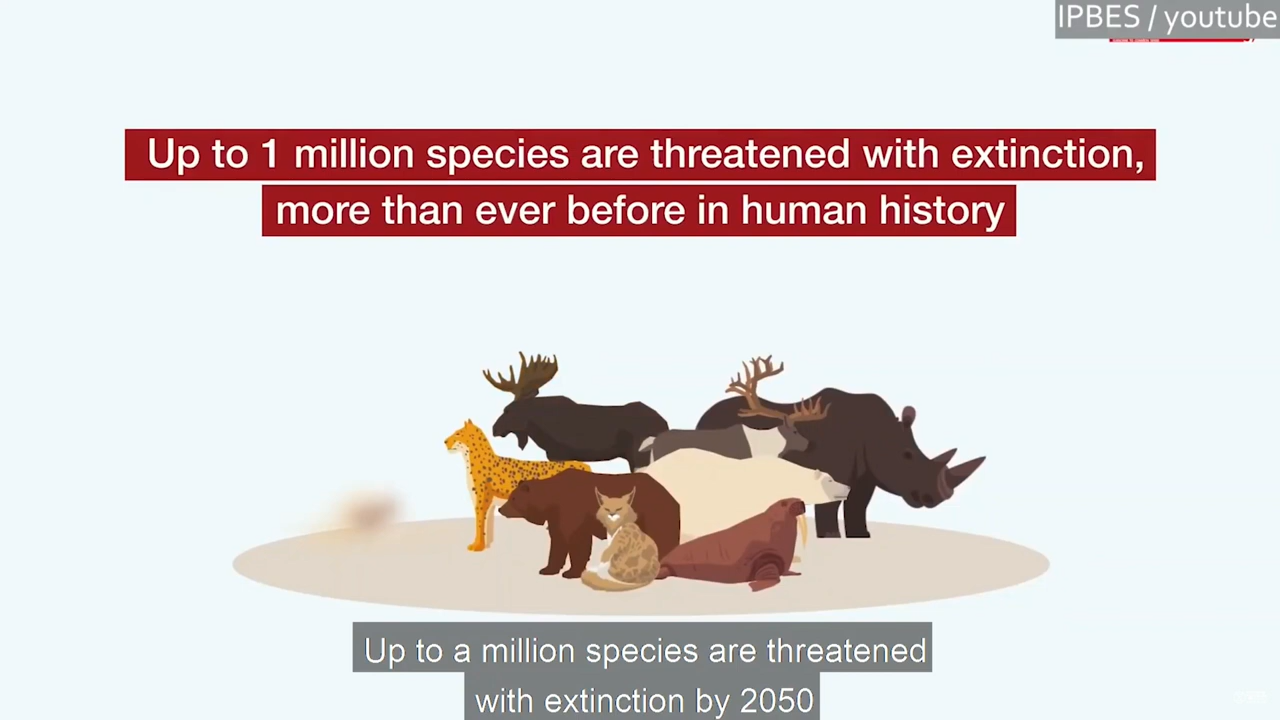 IPBES / youtube
Up to 1 million species are threatened with extinction,
more than ever before in human history
Up to a million species are threatened
with extinction by 2050